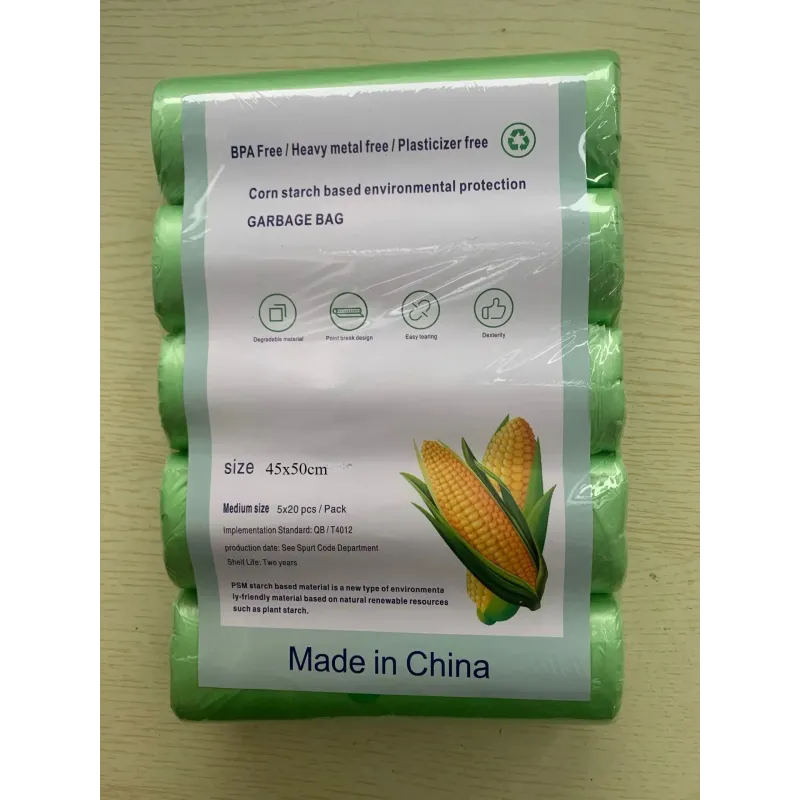 BPA Free / Heavy metal free / Plasticizer free
Corn starch based environmental protection
GARBAGE BAG
Degradable material
Point break design
Easy tearing
Dexterity
size 45x50cm
Medium size 5x20 pcs / Pack
Implementation Standard: QB / T4012
production date: See Spurt Code Department
Shelf Life: Two years
PSM starch based material is a new type of environmenta
ly-friendly material based on natural renewable resources
such as plant starch.
Made in China